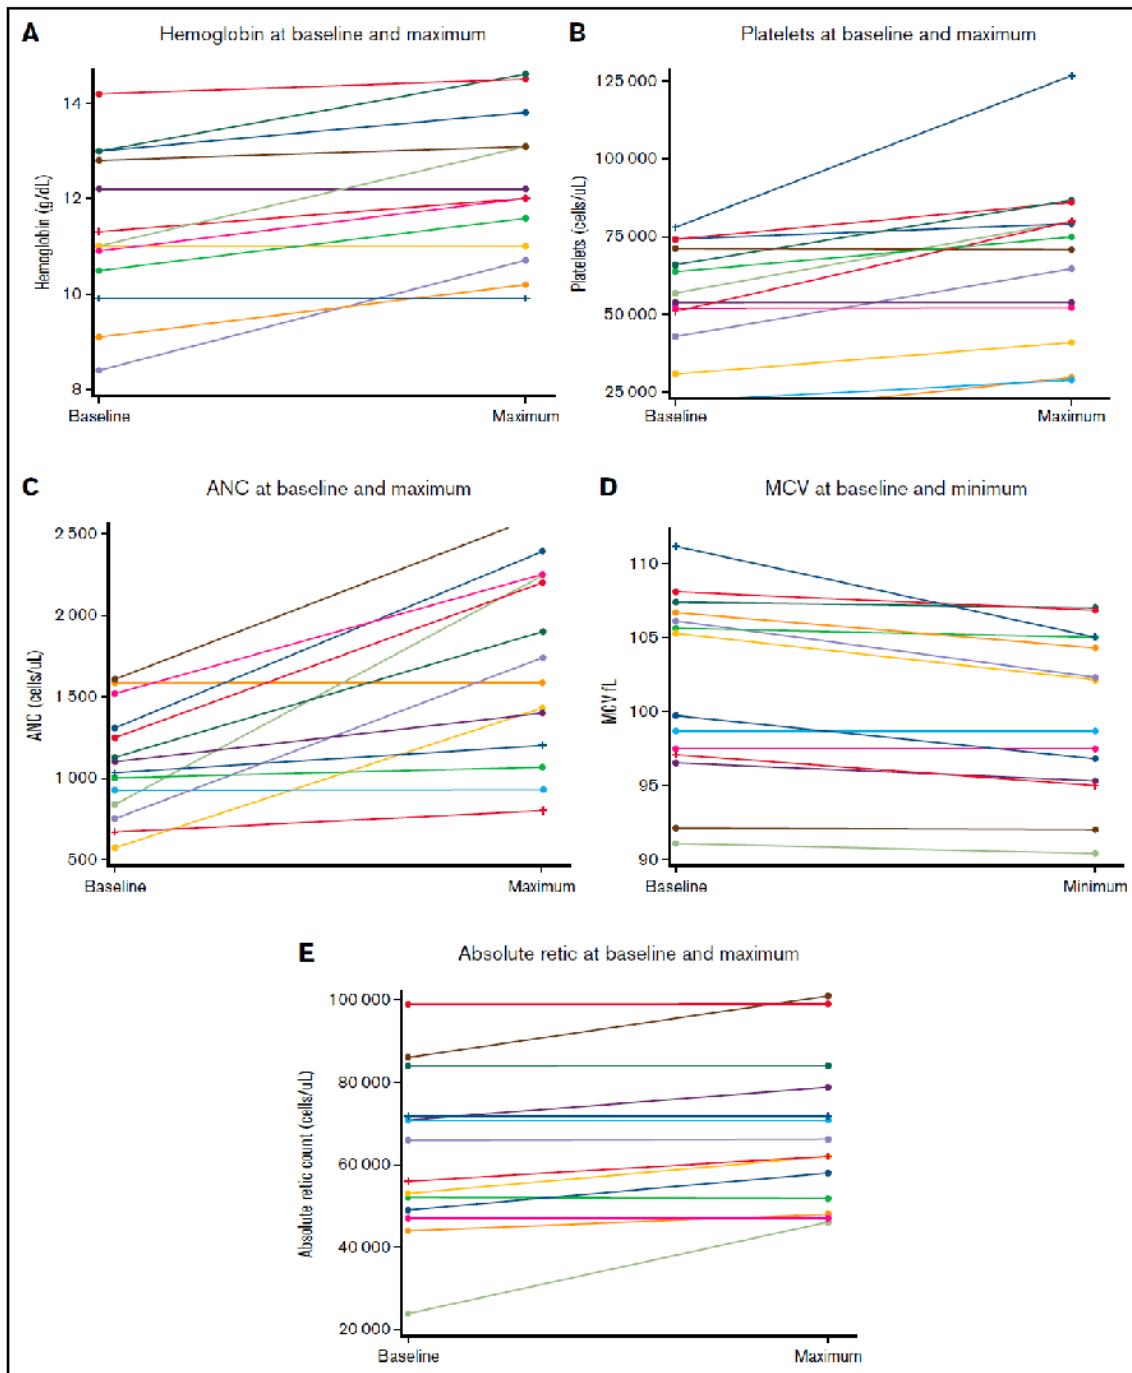 A Hemoglobin at baseline and maximum
14
12
10
8
Hemoglobin (g/dL)
Baseline Maximum
B Platelets at baseline and maximum
125 000
100 000
75 000
50 000
25 000
Platelets (cells/uL)
Baseline Maximum
C ANC at baseline and maximum
2 500
2 000
1 500
1 000
500
ANC (cells/uL)
Baseline Maximum
D MCV at baseline and minimum
110
105
100
95
90
MCV fL
Baseline Minimum
E Absolute retic at baseline and maximum
100 000
80 000
60 000
40 000
20 000
Absolute retic count (cells/uL)
Baseline Maximum